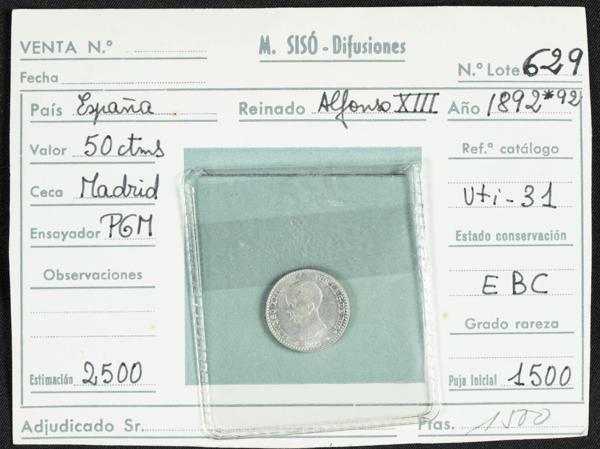 VENTA N.º
M. SISÓ - Difusiones
Fecha
N.º Lote 629
País España
Reinado Alfonso XIII
Año 1892*92
Valor 50 ctms
Ref.ª catálogo
Ceca Madrid
Vti-31
Ensayador PGM
Estado conservación
Observaciones
EBC
Grado rareza
Estimación 2500
Puja Inicial 1500
Adjudicado Sr.
Ptas. 1500